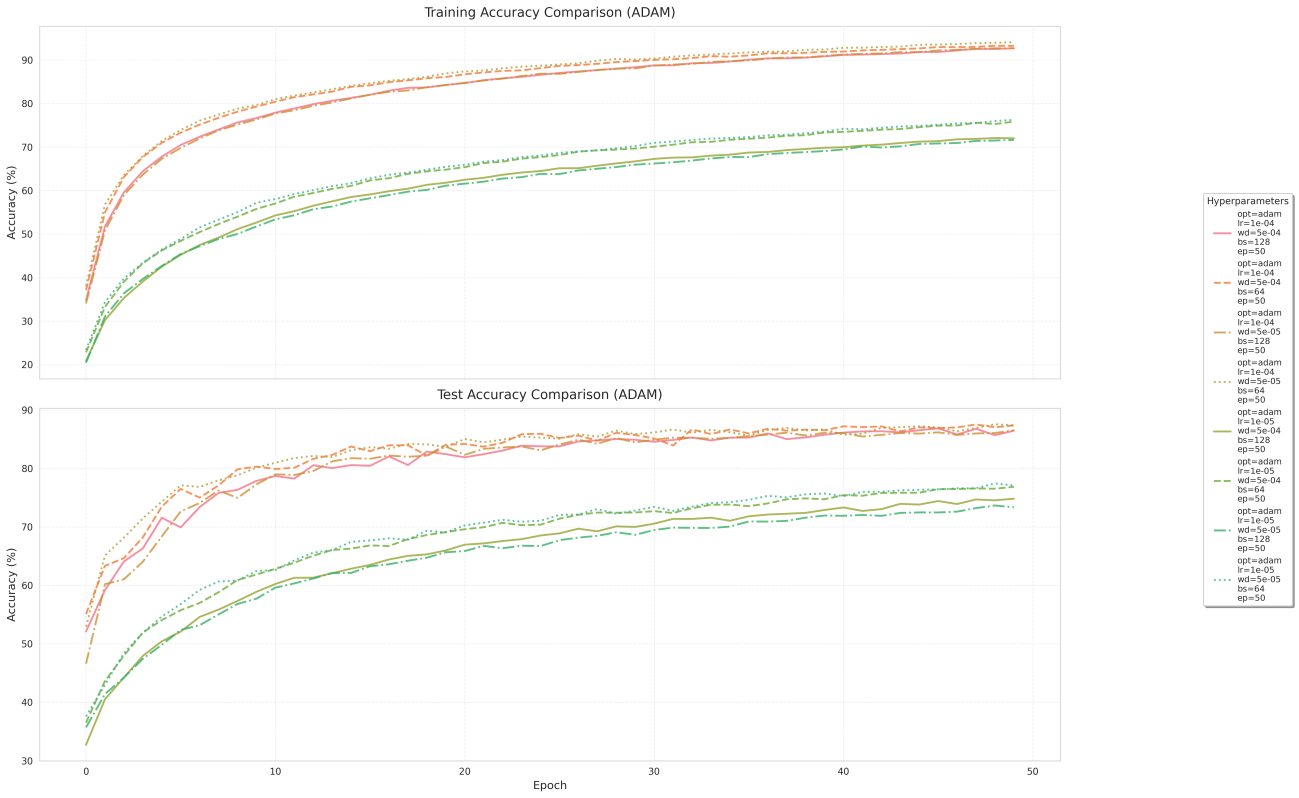 Training Accuracy Comparison (ADAM)
90
80
70
60
50
40
30
20
Accuracy (%)
Test Accuracy Comparison (ADAM)
90
80
70
60
50
40
30
Accuracy (%)
0
10
20
30
40
50
Epoch
Hyperparameters
opt=adam
lr=1e-04
wd=5e-04
bs=128
ep=50
opt=adam
lr=1e-04
wd=5e-04
bs=64
ep=50
opt=adam
lr=1e-04
wd=5e-05
bs=128
ep=50
opt=adam
lr=1e-04
wd=5e-05
bs=64
ep=50
opt=adam
lr=1e-05
wd=5e-04
bs=128
ep=50
opt=adam
lr=1e-05
wd=5e-04
bs=64
ep=50
opt=adam
lr=1e-05
wd=5e-05
bs=128
ep=50
opt=adam
lr=1e-05
wd=5e-05
bs=64
ep=50